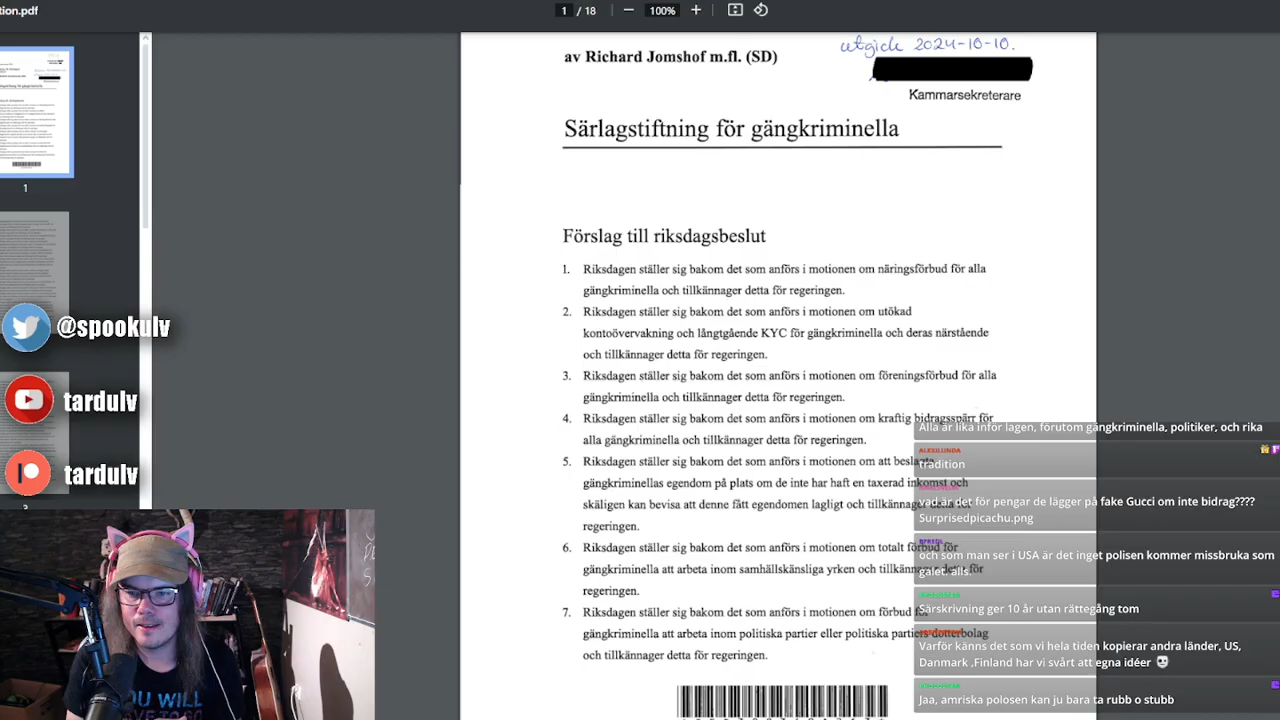 tion.pdf
1 / 18
100%
av Richard Jomshof m.fl. (SD)
utgick 2024-10-10.
Kammarsekreterare
Särlagstiftning för gängkriminella
Förslag till riksdagsbeslut
1. Riksdagen ställer sig bakom det som anförs i motionen om näringsförbud för alla
gängkriminella och tillkännager detta för regeringen.
2. Riksdagen ställer sig bakom det som anförs i motionen om utökad
kontoövervakning och långtgående KYC för gängkriminella och deras närstående
och tillkännager detta för regeringen.
3. Riksdagen ställer sig bakom det som anförs i motionen om föreningsförbud för alla
gängkriminella och tillkännager detta för regeringen.
4. Riksdagen ställer sig bakom det som anförs i motionen om kraftig bidragsspärr för
alla gängkriminella och tillkännager detta för regeringen.
5. Riksdagen ställer sig bakom det som anförs i motionen om att beslagta
gängkriminellas egendom på plats om de inte har haft en taxerad inkomst och
skäligen kan bevisa att denne fått egendomen lagligt och tillkännager detta för
regeringen.
6. Riksdagen ställer sig bakom det som anförs i motionen om totalt förbud för
gängkriminella att arbeta inom samhällskänsliga yrken och tillkännager detta för
regeringen.
7. Riksdagen ställer sig bakom det som anförs i motionen om förbud för
gängkriminella att arbeta inom politiska partier eller politiska partiers dotterbolag
och tillkännager detta för regeringen.
1
@spookulv
tardulv
tardulv
3
YOU WILL
Alla är lika inför lagen, förutom gängkriminella, politiker, och rika
ALEXILUNDA
tradition
vad är det för pengar de lägger på fake Gucci om inte bidrag????
Surprisedpicachu.png
och som man ser i USA är det inget polisen kommer missbruka som
galet. alls.
Särskrivning ger 10 år utan rättegång tom
Varför känns det som vi hela tiden kopierar andra länder, US,
Danmark ,Finland har vi svårt att egna idéer 💀
Jaa, amriska polosen kan ju bara ta rubb o stubb